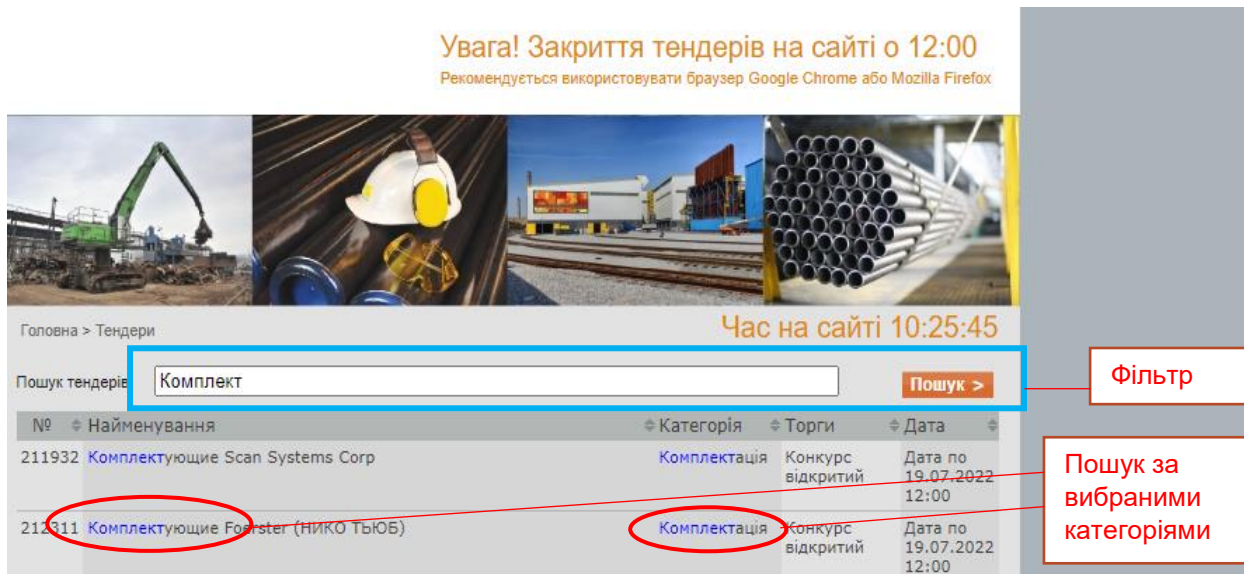 Увага! Закриття тендерів на сайті о 12:00
Рекомендується використовувати браузер Google Chrome або Mozilla Firefox
Головна > Тендери
Час на сайті 10:25:45
Пошук тендерів
Комплект
Пошук >
Фільтр
№ Найменування Категорія Торги Дата
211932 Комплектующие Scan Systems Corp Комплектація Конкурс відкритий Дата по 19.07.2022 12:00
Пошук за
вибраними
категоріями
212311 Комплектующие Foerster (НИКО ТЬЮБ) Комплектація Конкурс відкритий Дата по 19.07.2022 12:00